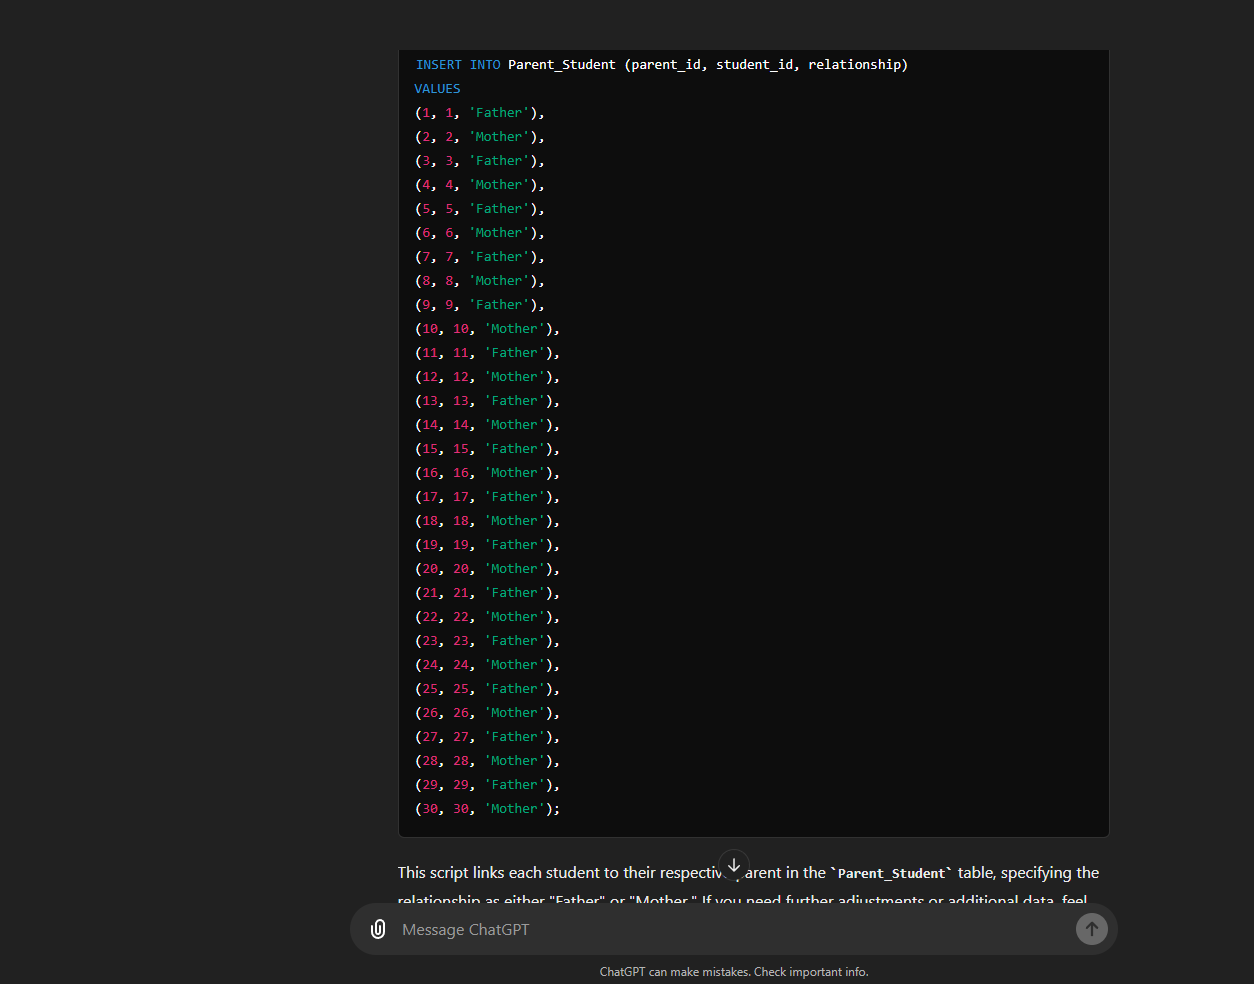 INSERT INTO Parent_Student (parent_id, student_id, relationship)
VALUES
(1, 1, 'Father'),
(2, 2, 'Mother'),
(3, 3, 'Father'),
(4, 4, 'Mother'),
(5, 5, 'Father'),
(6, 6, 'Mother'),
(7, 7, 'Father'),
(8, 8, 'Mother'),
(9, 9, 'Father'),
(10, 10, 'Mother'),
(11, 11, 'Father'),
(12, 12, 'Mother'),
(13, 13, 'Father'),
(14, 14, 'Mother'),
(15, 15, 'Father'),
(16, 16, 'Mother'),
(17, 17, 'Father'),
(18, 18, 'Mother'),
(19, 19, 'Father'),
(20, 20, 'Mother'),
(21, 21, 'Father'),
(22, 22, 'Mother'),
(23, 23, 'Father'),
(24, 24, 'Mother'),
(25, 25, 'Father'),
(26, 26, 'Mother'),
(27, 27, 'Father'),
(28, 28, 'Mother'),
(29, 29, 'Father'),
(30, 30, 'Mother');
This script links each student to their respective parent in the `Parent_Student` table, specifying the
relationship as either "Father" or "Mother." If you need further adjustments or additional data, feel
Message ChatGPT
ChatGPT can make mistakes. Check important info.